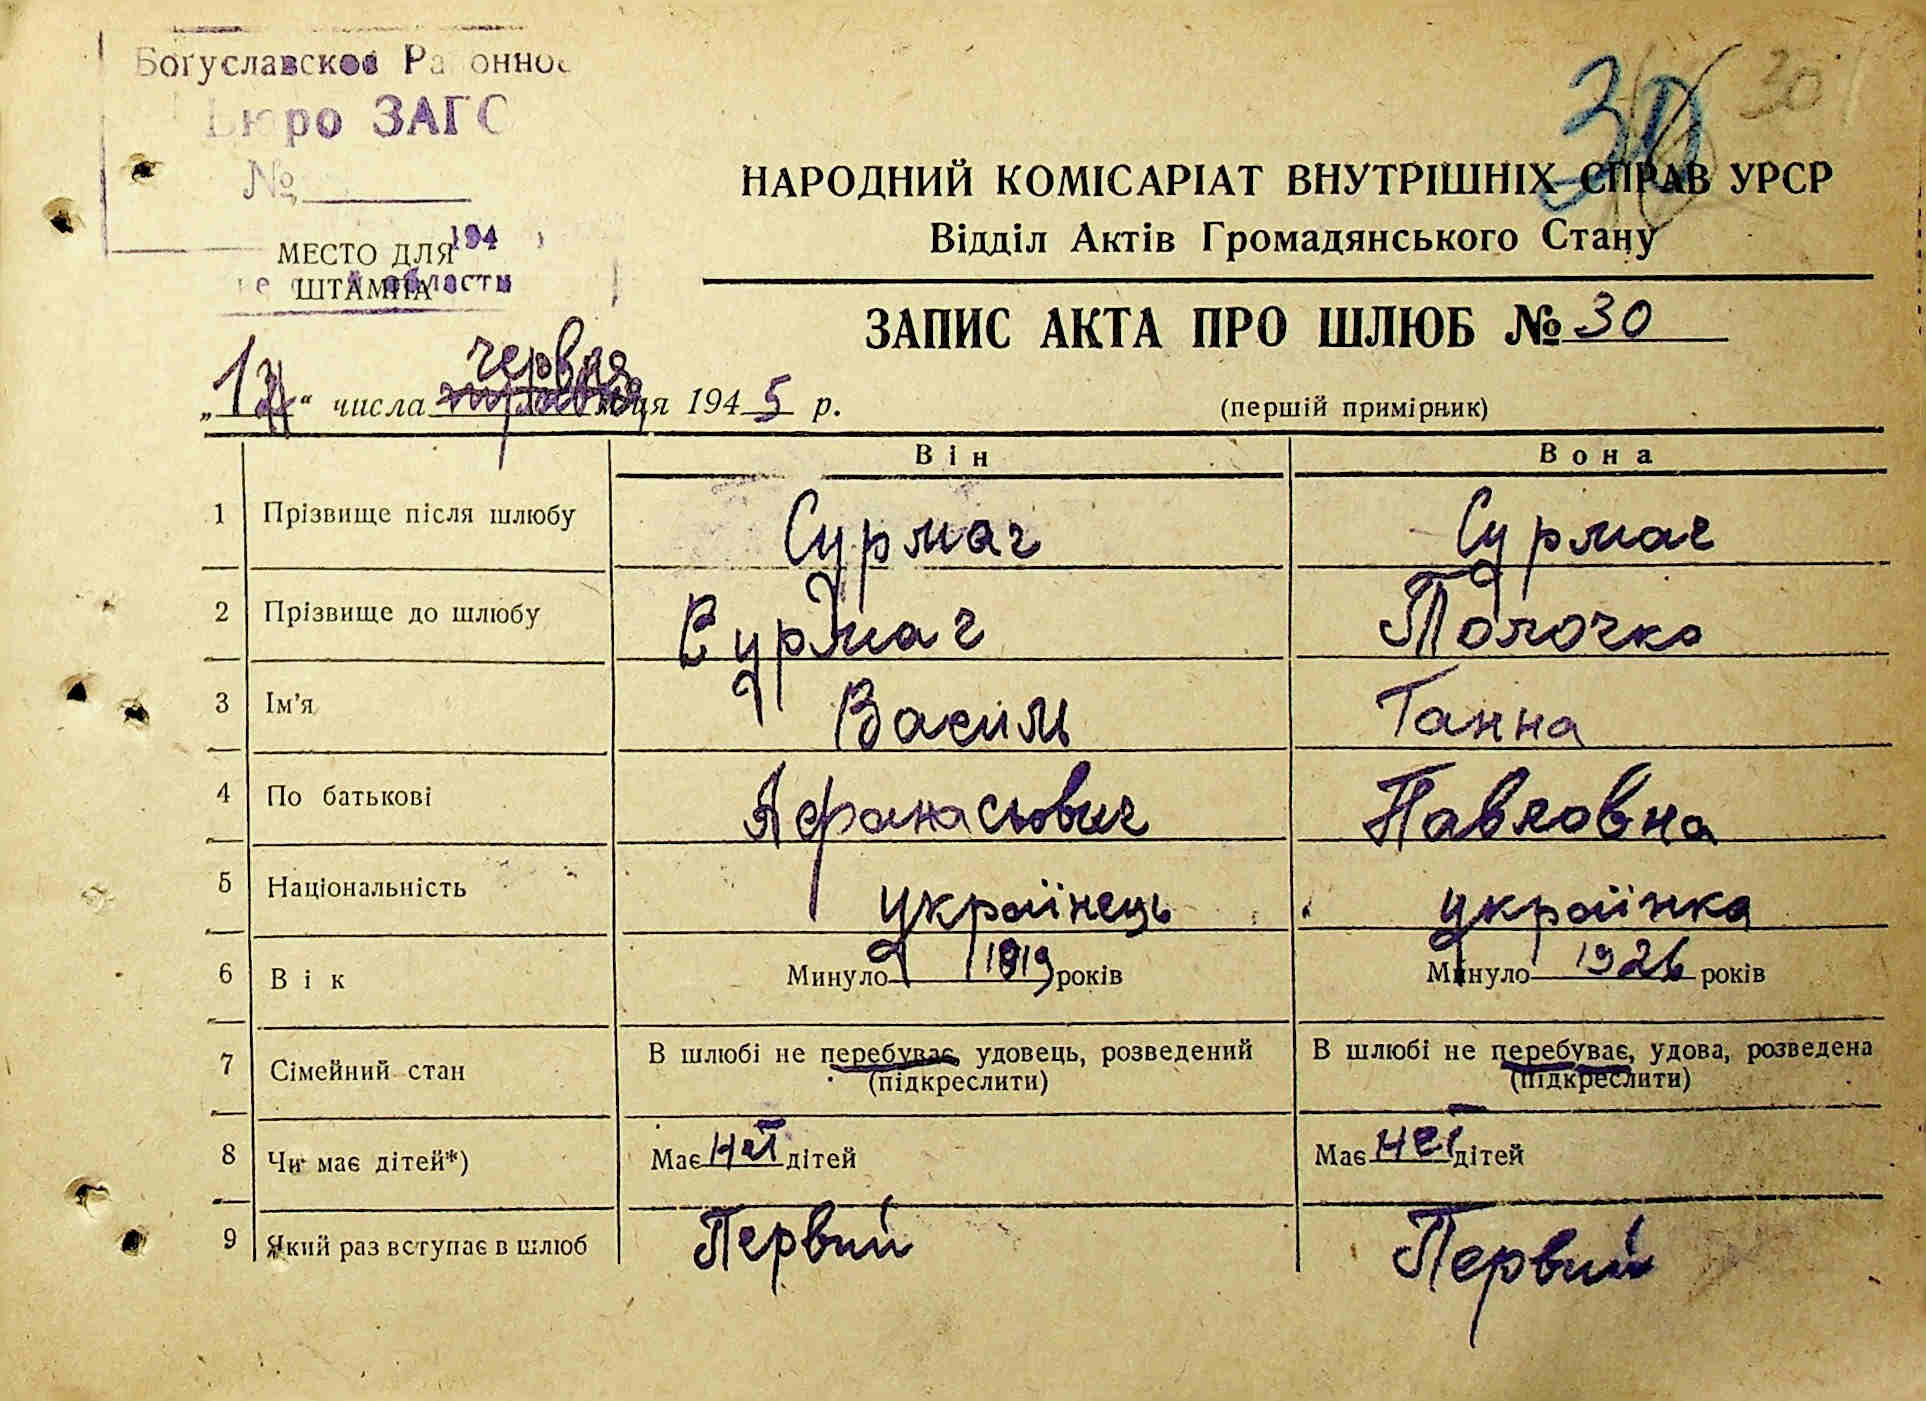 Богуславское Районное
Бюро ЗАГС
№
194
МЕСТО ДЛЯ
ШТАМПА
области
30
30
НАРОДНИЙ КОМІСАРІАТ ВНУТРІШНІХ СПРАВ УРСР
Відділ Актів Громадянського Стану
ЗАПИС АКТА ПРО ШЛЮБ № 30
червня
числа 1945 р.
(першій примірник)
Він Вона
1 Прізвище після шлюбу Сурмач Сурмач
2 Прізвище до шлюбу Сурмач Толочко
3 Ім'я Василь Ганна
4 По батькові Афанасьович Павловна
5 Національність українець українка
6 Вік Минуло 1919 років Минуло 1926 років
7 Сімейний стан В шлюбі не перебуває, удовець, розведений В шлюбі не перебуває, удова, розведена
(підкреслити) (підкреслити)
8 Чи має дітей*) Має нет дітей Має нет дітей
9 Який раз вступає в шлюб Первий Первий